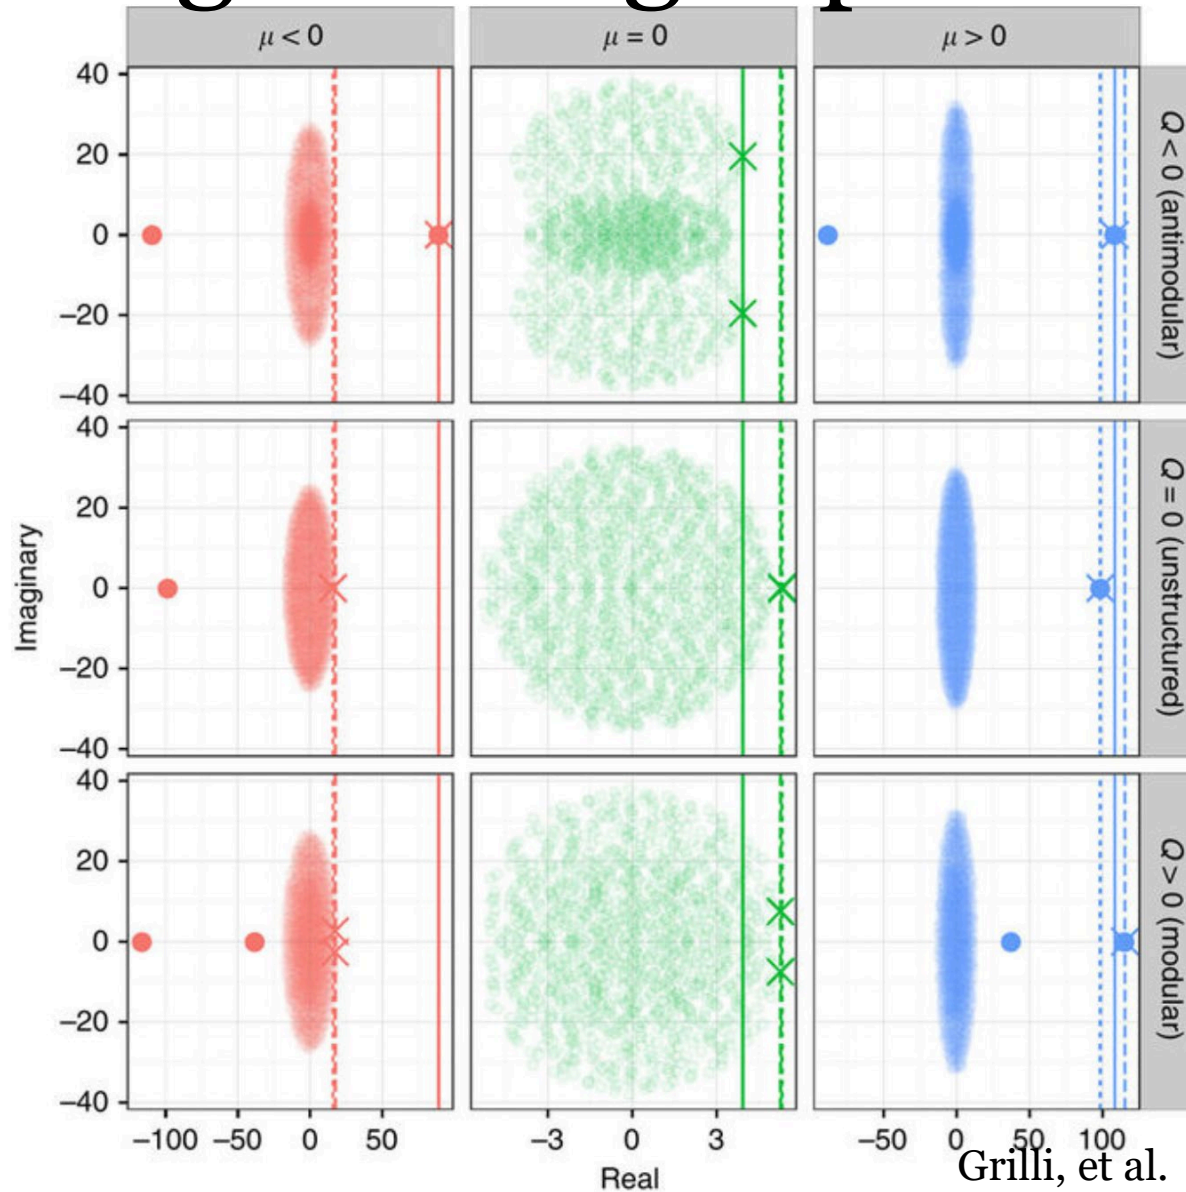 μ < 0
μ = 0
μ > 0
40
20
0
−20
−40
Q < 0 (antimodular)
40
20
0
−20
−40
Q = 0 (unstructured)
40
20
0
−20
−40
Q > 0 (modular)
Imaginary
−100 −50 0 50
−3 0 3
−50 0 50 100
Real
Grilli, et al.